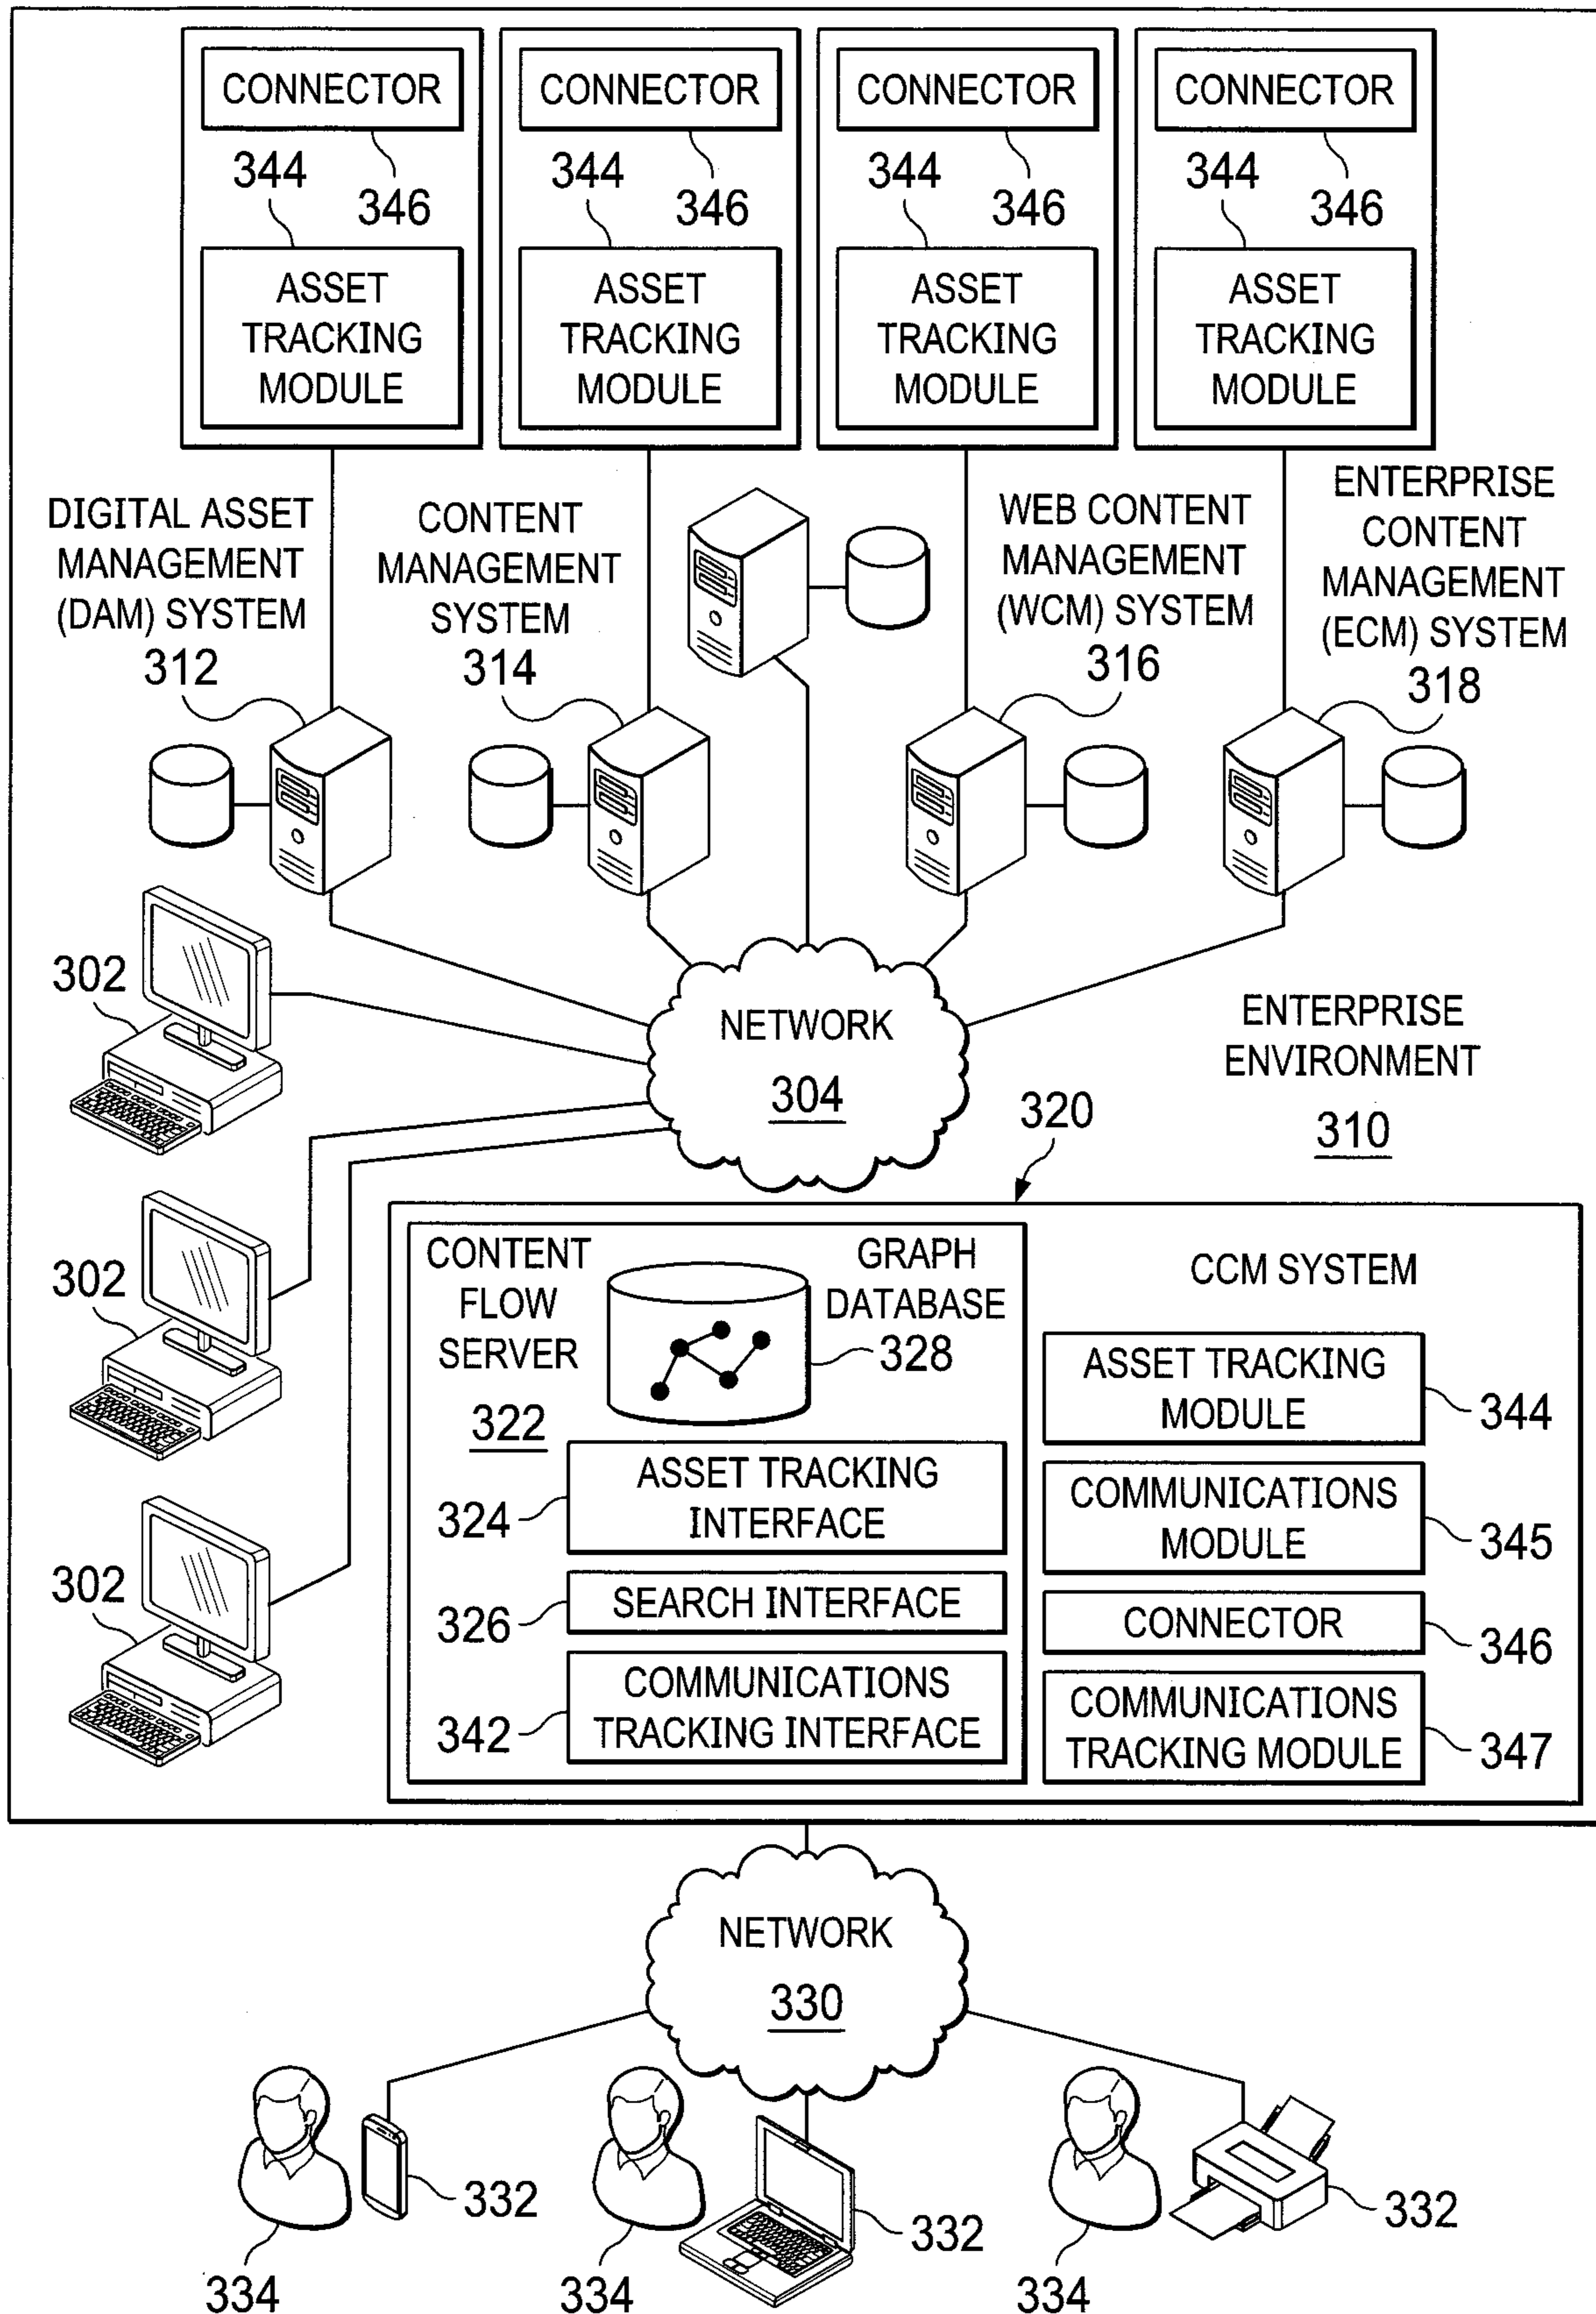 CONNECTOR
344
346
ASSET
TRACKING
MODULE
CONNECTOR
344
346
ASSET
TRACKING
MODULE
CONNECTOR
344
346
ASSET
TRACKING
MODULE
CONNECTOR
344
346
ASSET
TRACKING
MODULE
DIGITAL ASSET
MANAGEMENT
(DAM) SYSTEM
312
CONTENT
MANAGEMENT
SYSTEM
314
WEB CONTENT
MANAGEMENT
(WCM) SYSTEM
316
ENTERPRISE
CONTENT
MANAGEMENT
(ECM) SYSTEM
318
302
302
302
NETWORK
304
ENTERPRISE
ENVIRONMENT
310
320
CONTENT
FLOW
SERVER
322
GRAPH
DATABASE
328
324
ASSET TRACKING
INTERFACE
326
SEARCH INTERFACE
342
COMMUNICATIONS
TRACKING INTERFACE
CCM SYSTEM
ASSET TRACKING
MODULE
344
COMMUNICATIONS
MODULE
345
CONNECTOR
346
COMMUNICATIONS
TRACKING MODULE
347
NETWORK
330
332
334
332
334
332
334